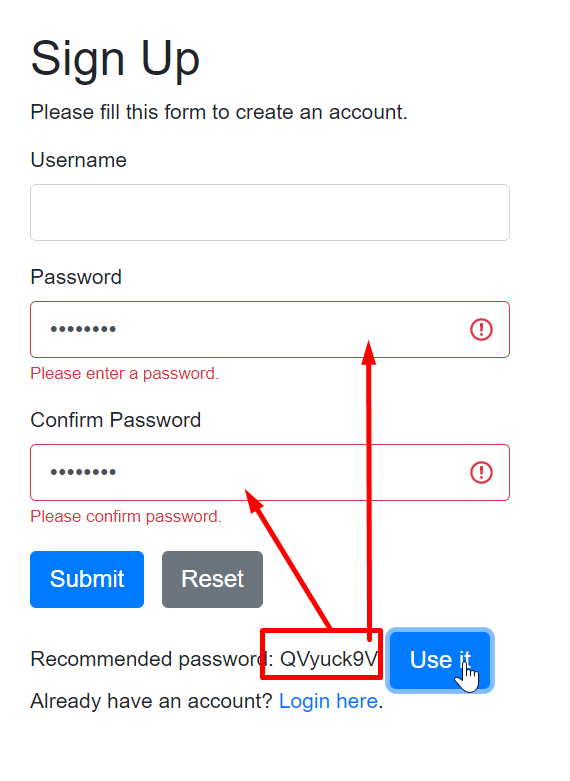 Sign Up
Please fill this form to create an account.
Username
Password
••••••••
Please enter a password.
Confirm Password
••••••••
Please confirm password.
Submit Reset
Recommended password: QVyuck9V Use it
Already have an account? Login here.